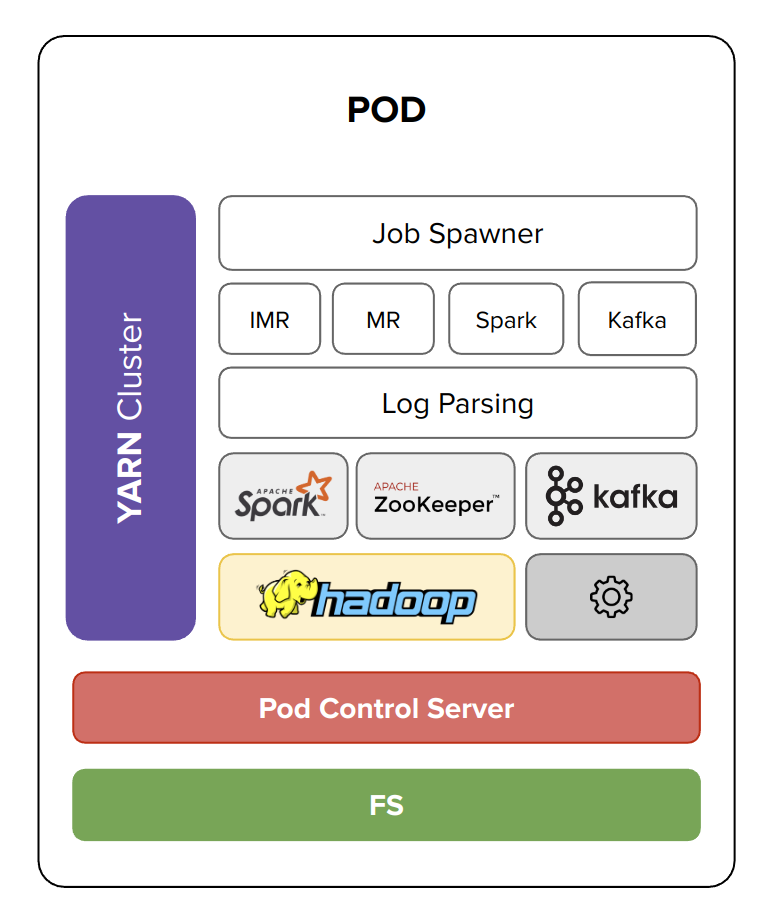 POD
YARN Cluster
Job Spawner
IMR
MR
Spark
Kafka
Log Parsing
APACHE
Spark™
APACHE
ZooKeeper™
kafka
hadoop
Pod Control Server
FS